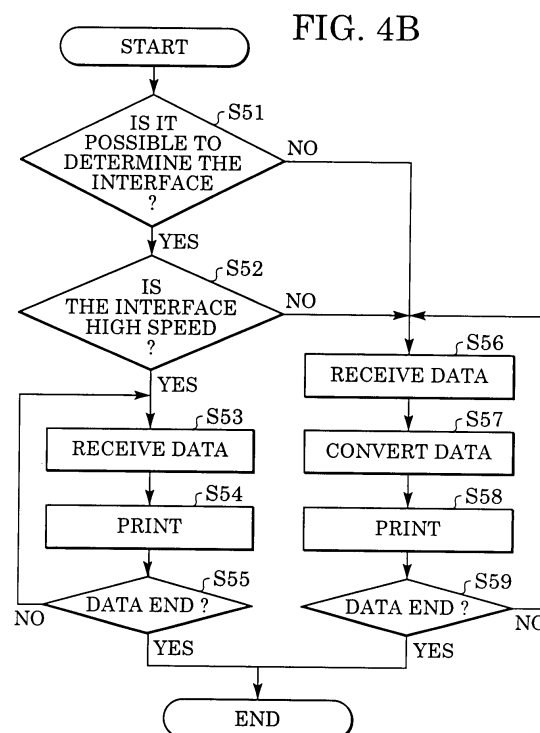 FIG. 4B
START
S51
IS IT
POSSIBLE TO
DETERMINE THE
INTERFACE
?
NO
YES
S52
IS
THE INTERFACE
HIGH SPEED
?
NO
YES
S53
RECEIVE DATA
S54
PRINT
S55
DATA END ?
NO
YES
S56
RECEIVE DATA
S57
CONVERT DATA
S58
PRINT
S59
DATA END ?
NO
YES
END